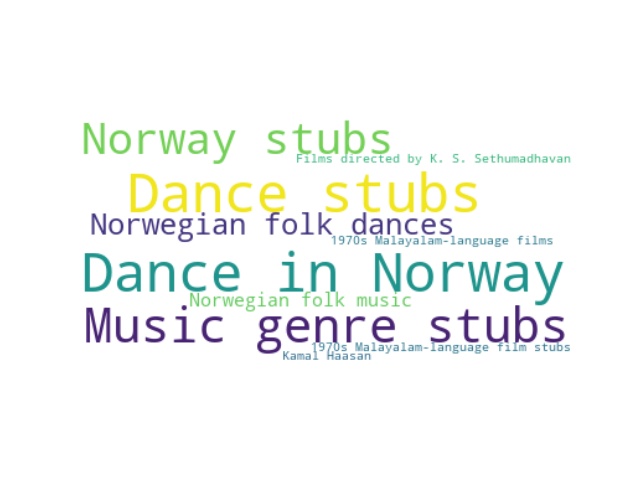 Norway stubs
Films directed by K. S. Sethumadhavan
Dance stubs
Norwegian folk dances
1970s Malayalam-language films
Dance in Norway
Norwegian folk music
Music genre stubs
1970s Malayalam-language film stubs
Kamal Haasan